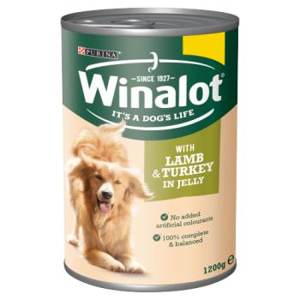 PURINA
SINCE 1927
Winalot
IT'S A DOG'S LIFE
WITH
LAMB
& TURKEY
IN JELLY
No added
artificial colourants
100% complete
& balanced
1200g e